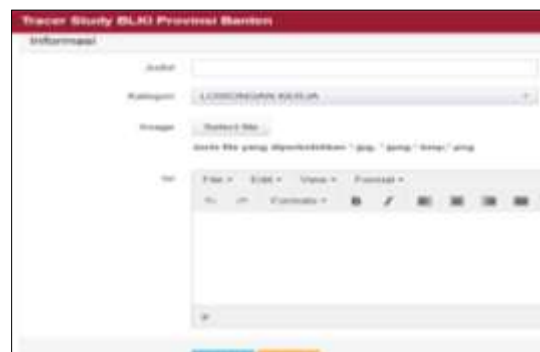 Tracer Study BLKI Provinsi Banten
Informasi
Judul
Kategori LOWONGAN KERJA
Image Select file
Jenis file yang diperbolehkan *.jpg, *.jpeg *.bmp *.png
Isi File Edit View Format
Formats B I
P